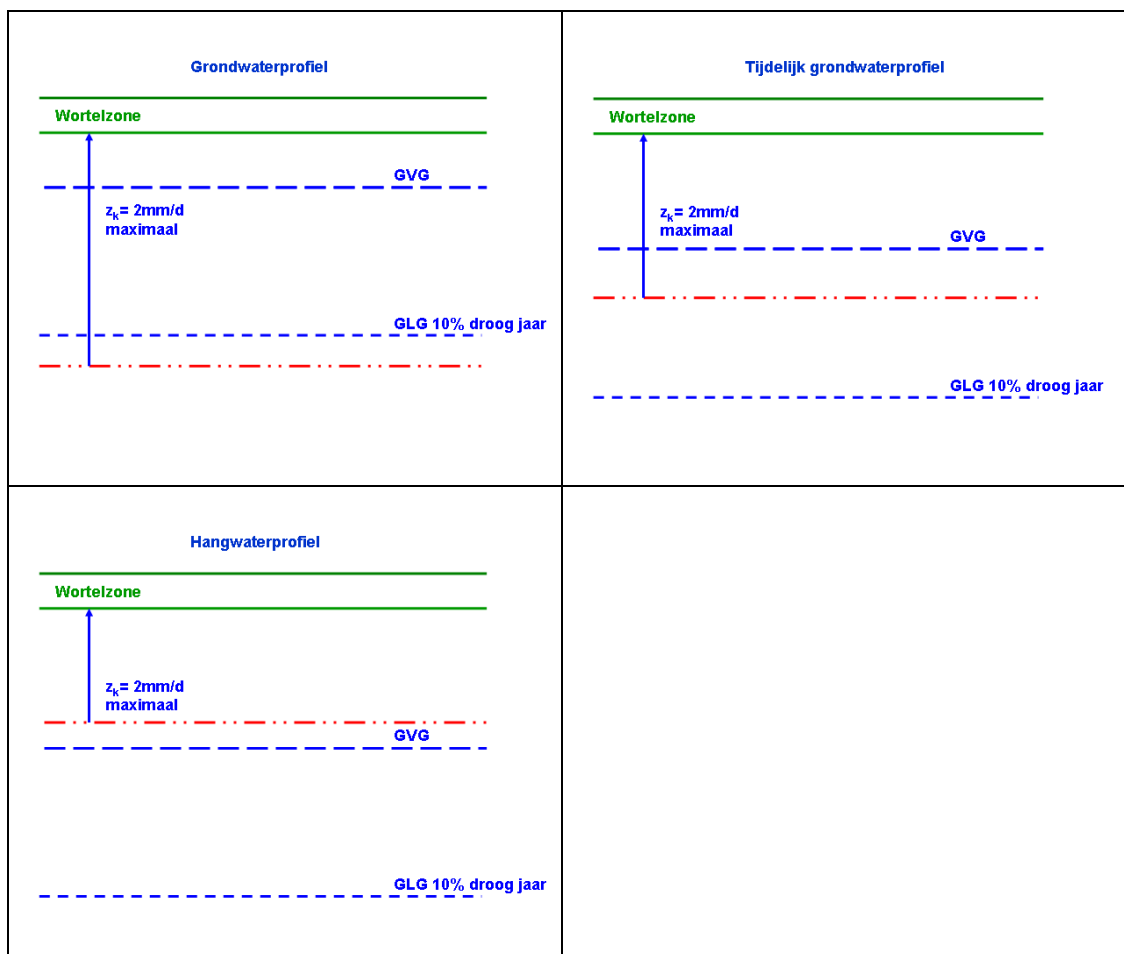 Grondwaterprofiel
Wortelzone
GVG
zk= 2mm/d
maximaal
GLG 10% droog jaar
Tijdelijk grondwaterprofiel
Wortelzone
zk= 2mm/d
maximaal
GVG
GLG 10% droog jaar
Hangwaterprofiel
Wortelzone
zk= 2mm/d
maximaal
GVG
GLG 10% droog jaar